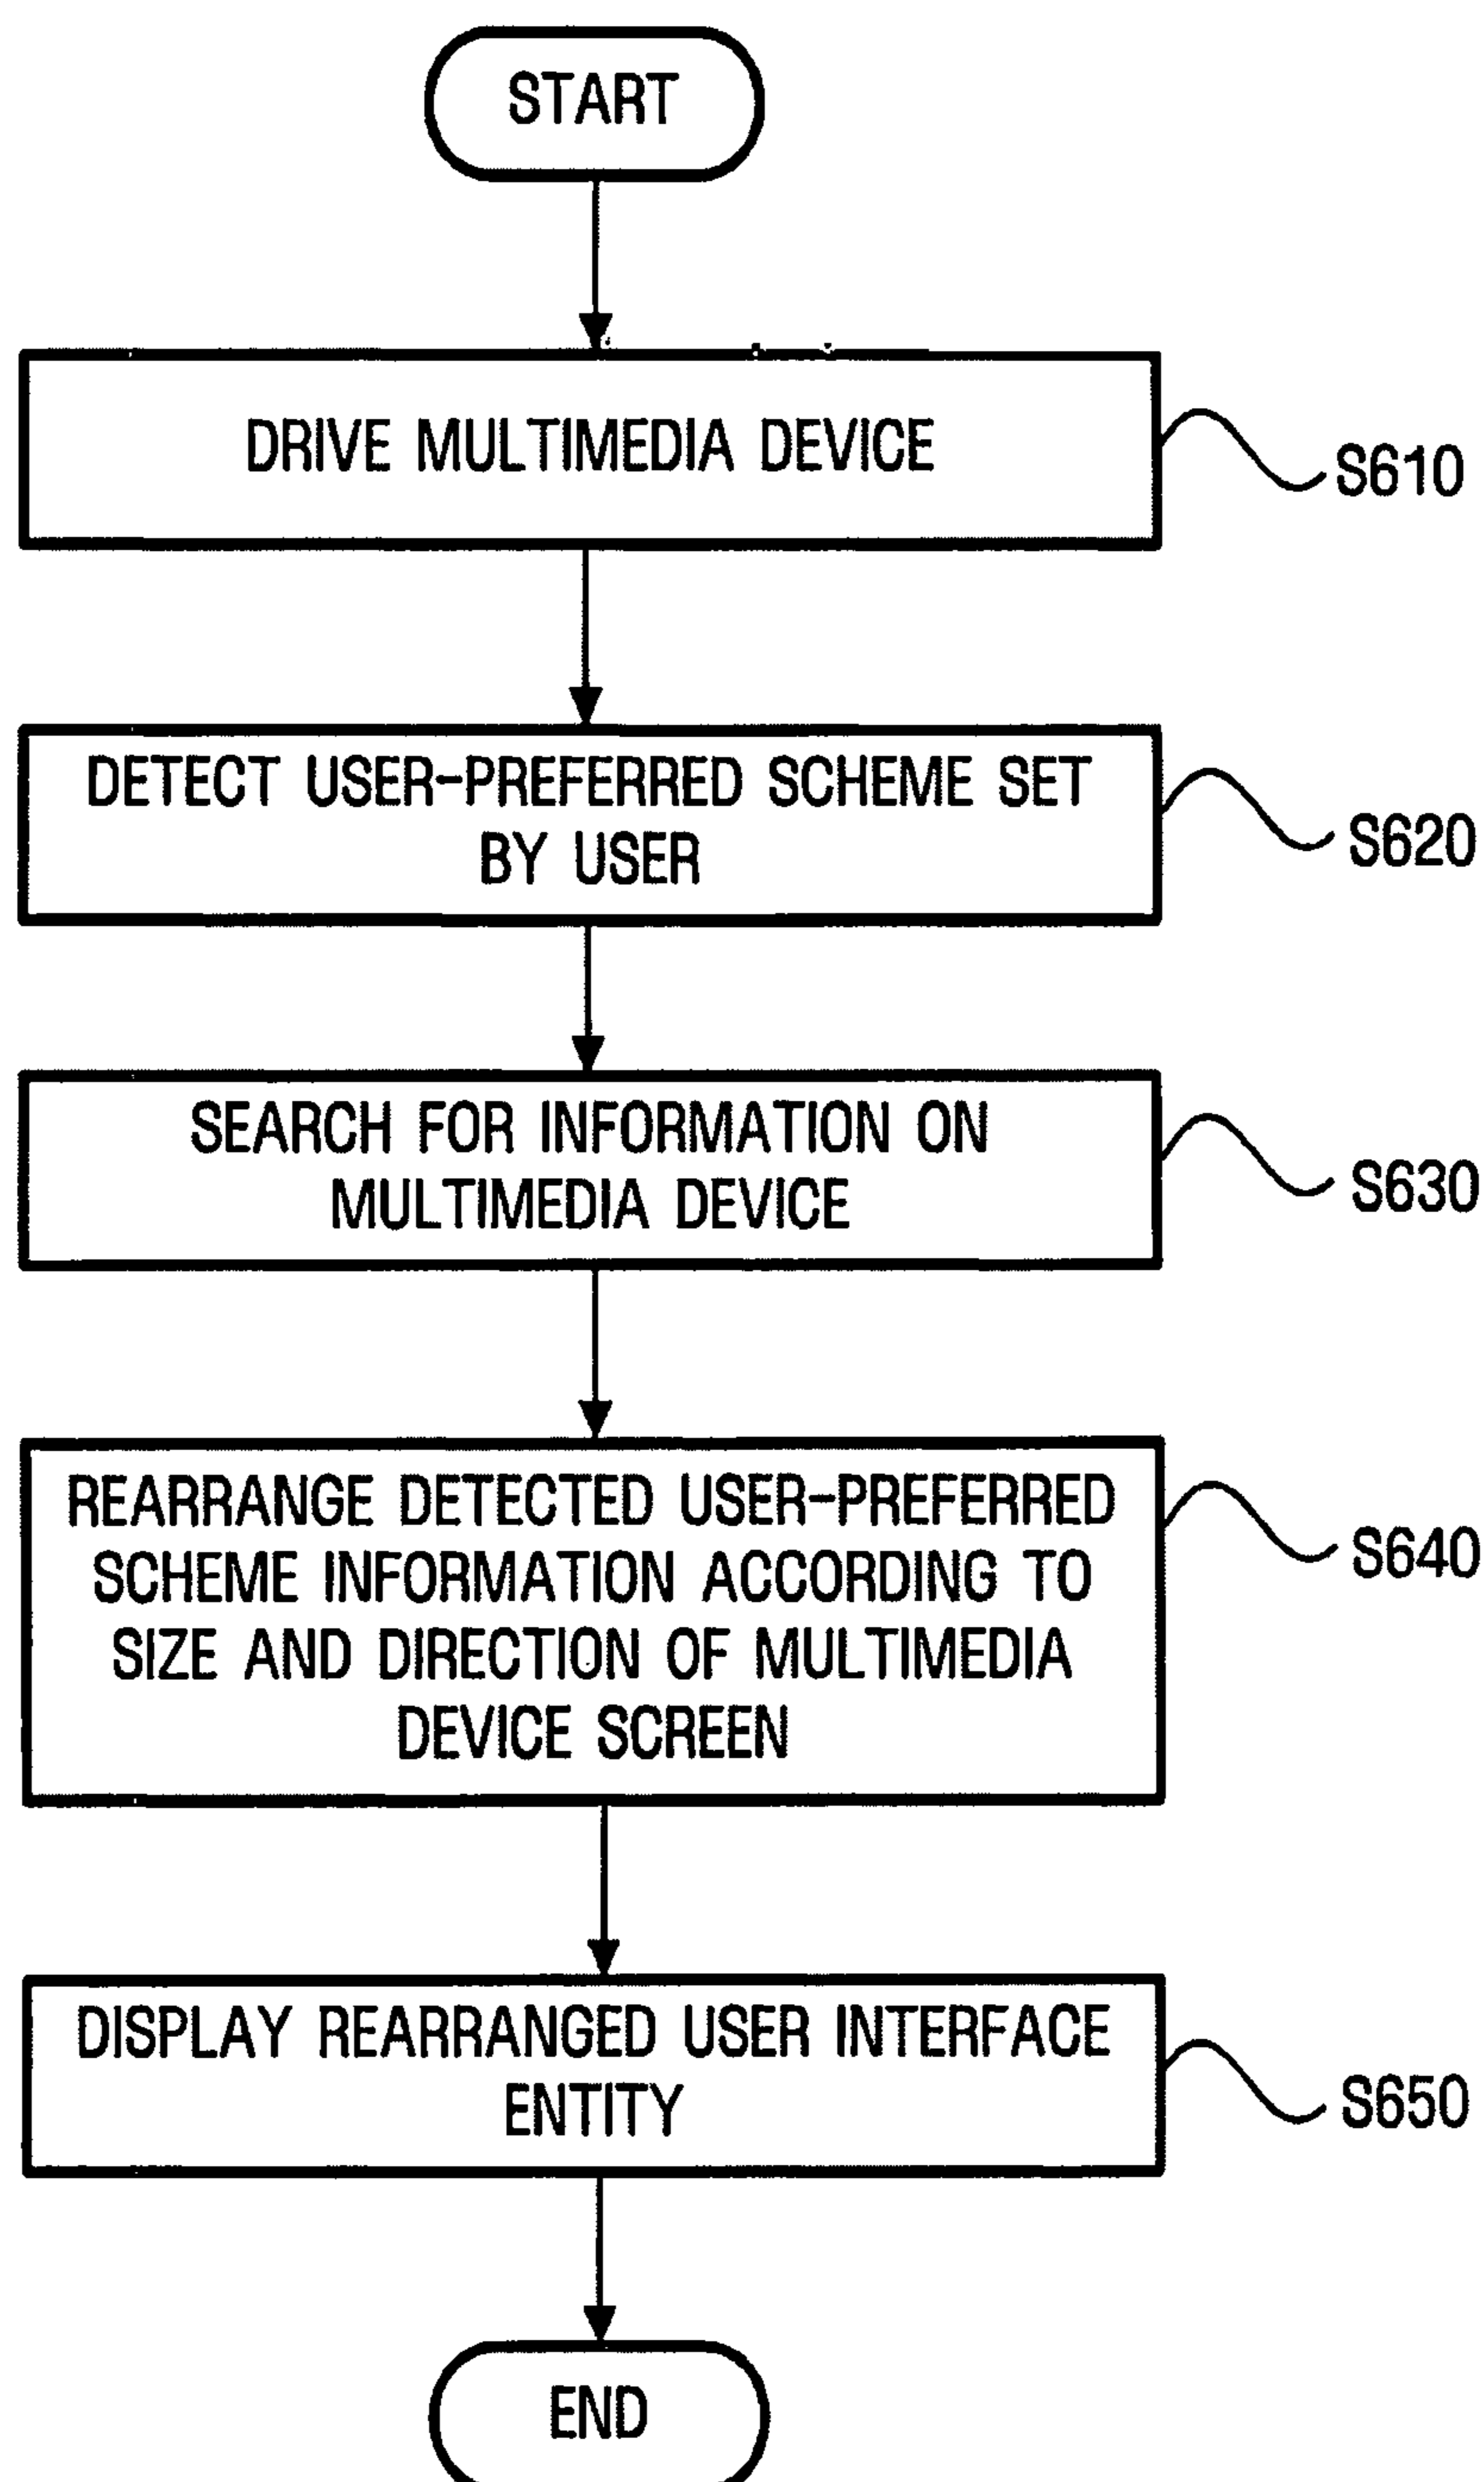 START
DRIVE MULTIMEDIA DEVICE
S610
DETECT USER-PREFERRED SCHEME SET
BY USER
S620
SEARCH FOR INFORMATION ON
MULTIMEDIA DEVICE
S630
REARRANGE DETECTED USER-PREFERRED
SCHEME INFORMATION ACCORDING TO
SIZE AND DIRECTION OF MULTIMEDIA
DEVICE SCREEN
S640
DISPLAY REARRANGED USER INTERFACE
ENTITY
S650
END